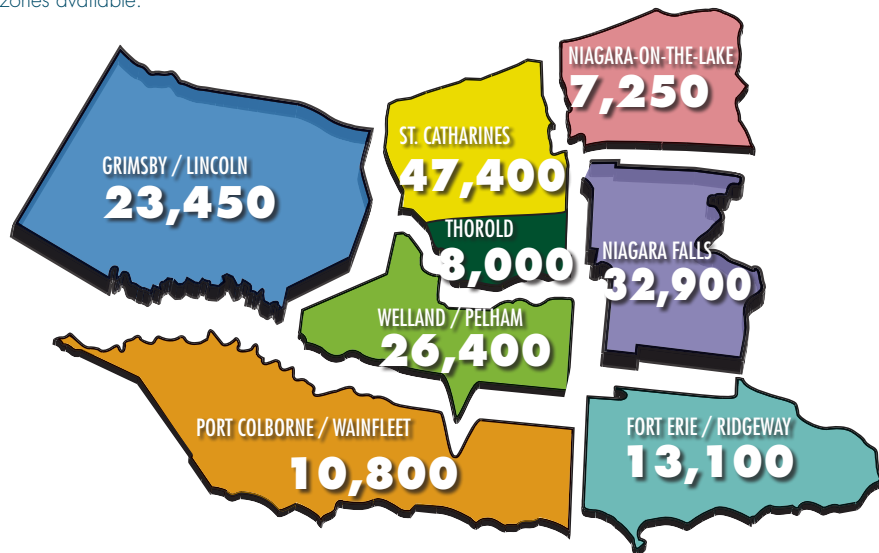 zones available.
NIAGARA-ON-THE-LAKE
7,250
ST. CATHARINES
47,400
GRIMSBY / LINCOLN
23,450
THOROLD
8,000
NIAGARA FALLS
32,900
WELLAND / PELHAM
26,400
PORT COLBORNE / WAINFLEET
10,800
FORT ERIE / RIDGEWAY
13,100